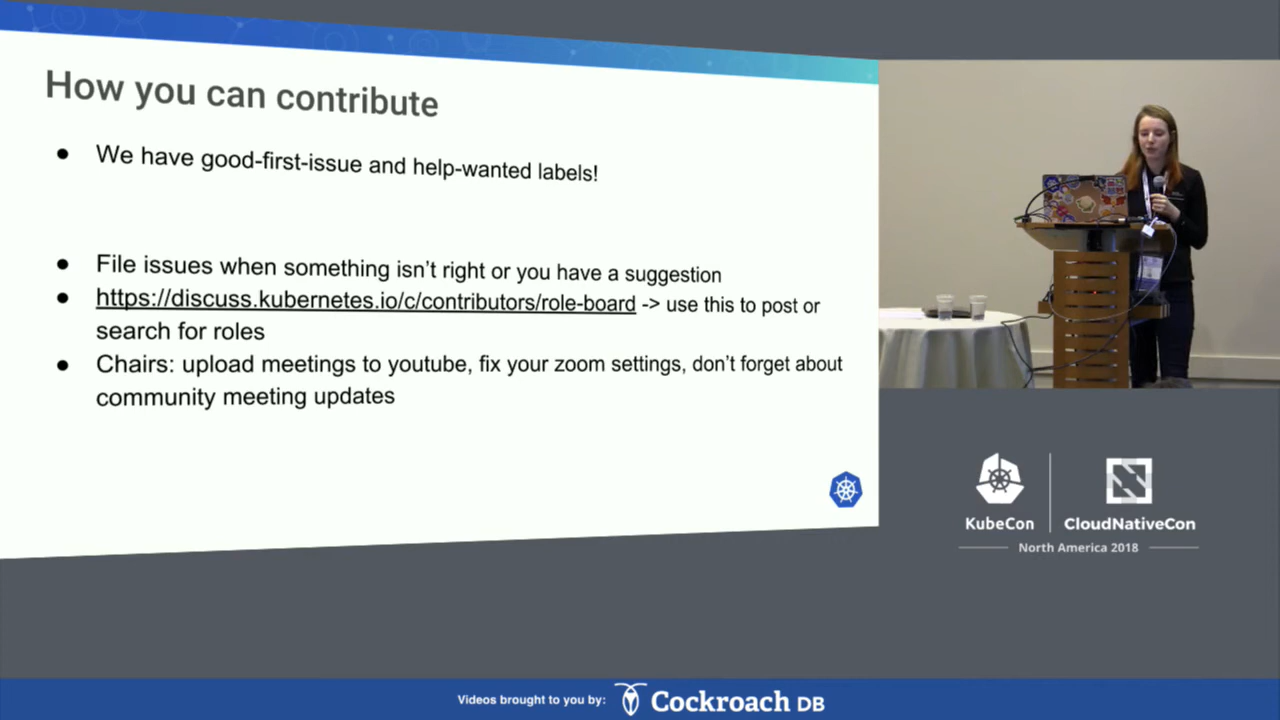 How you can contribute
● We have good-first-issue and help-wanted labels!
● File issues when something isn't right or you have a suggestion
● https://discuss.kubernetes.io/c/contributors/role-board -> use this to post or
search for roles
● Chairs: upload meetings to youtube, fix your zoom settings, don't forget about
community meeting updates
KubeCon
CloudNativeCon
North America 2018
Videos brought to you by:
Cockroach DB